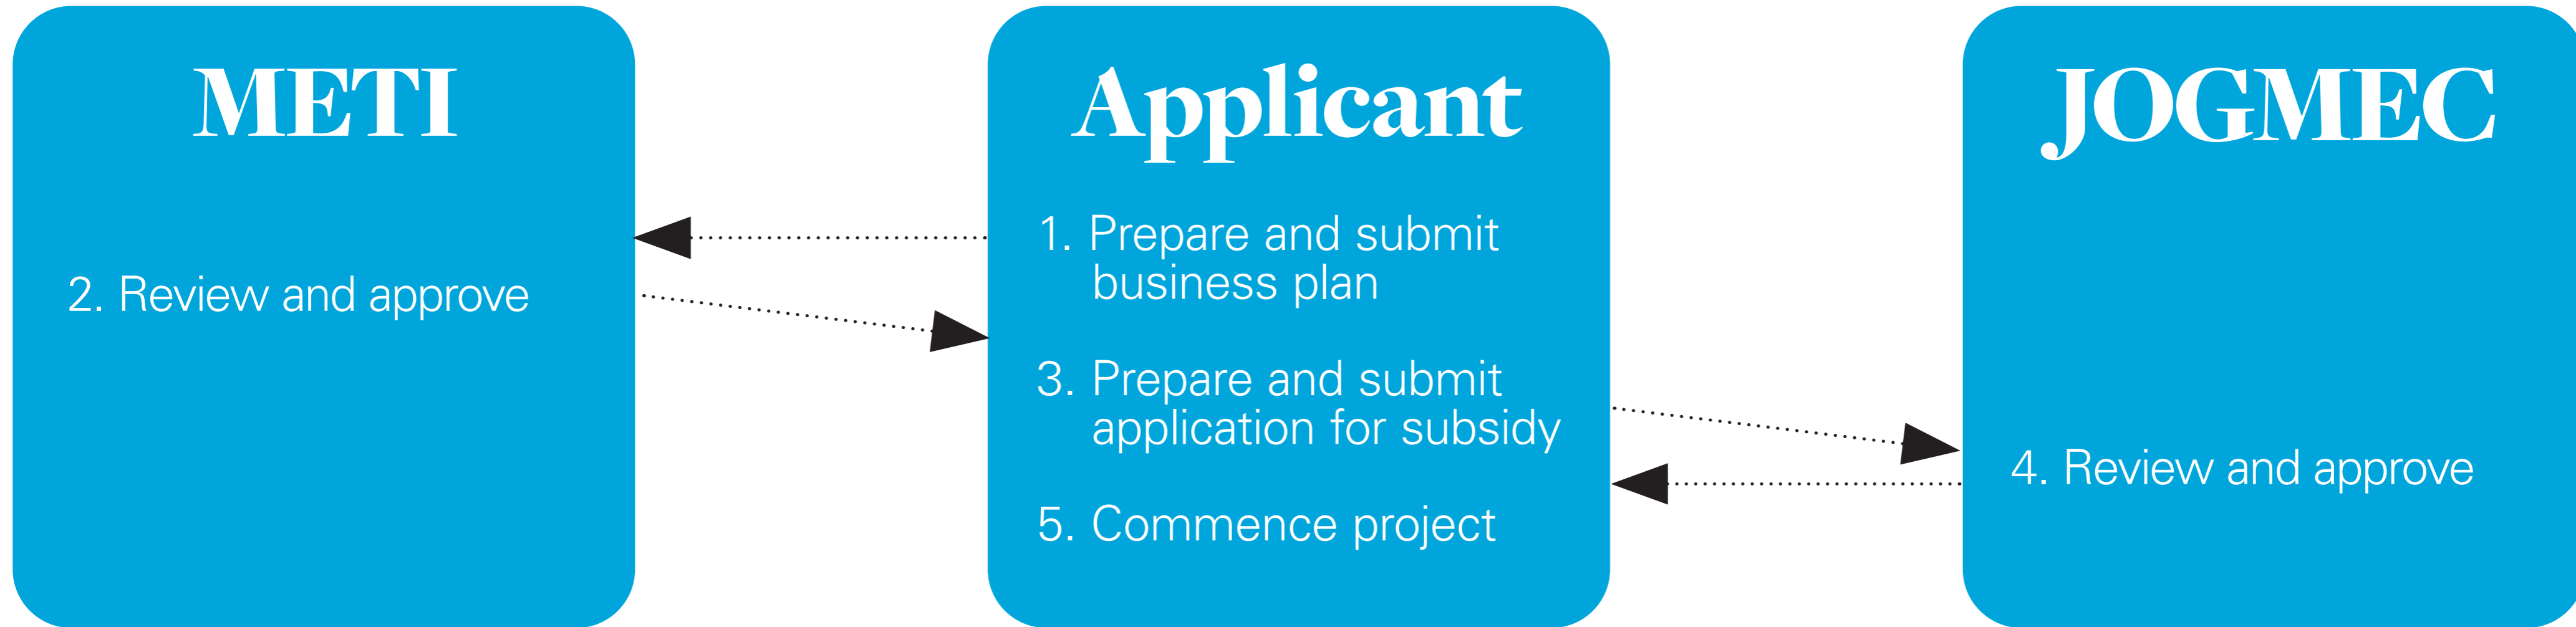 METI
2. Review and approve
Applicant
1. Prepare and submit
business plan
3. Prepare and submit
application for subsidy
5. Commence project
JOGMEC
4. Review and approve